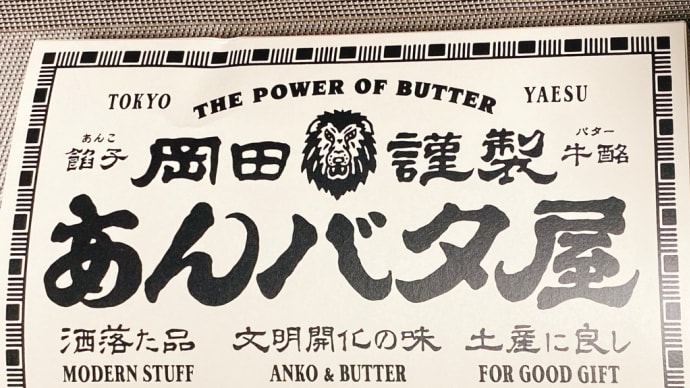 THE POWER OF BUTTER
TOKYO YAESU
あんこ バター
餡子 岡田 謹製 牛酪
あんバタ屋
洒落た品 文明開化の味 土産に良し
MODERN STUFF ANKO & BUTTER FOR GOOD GIFT